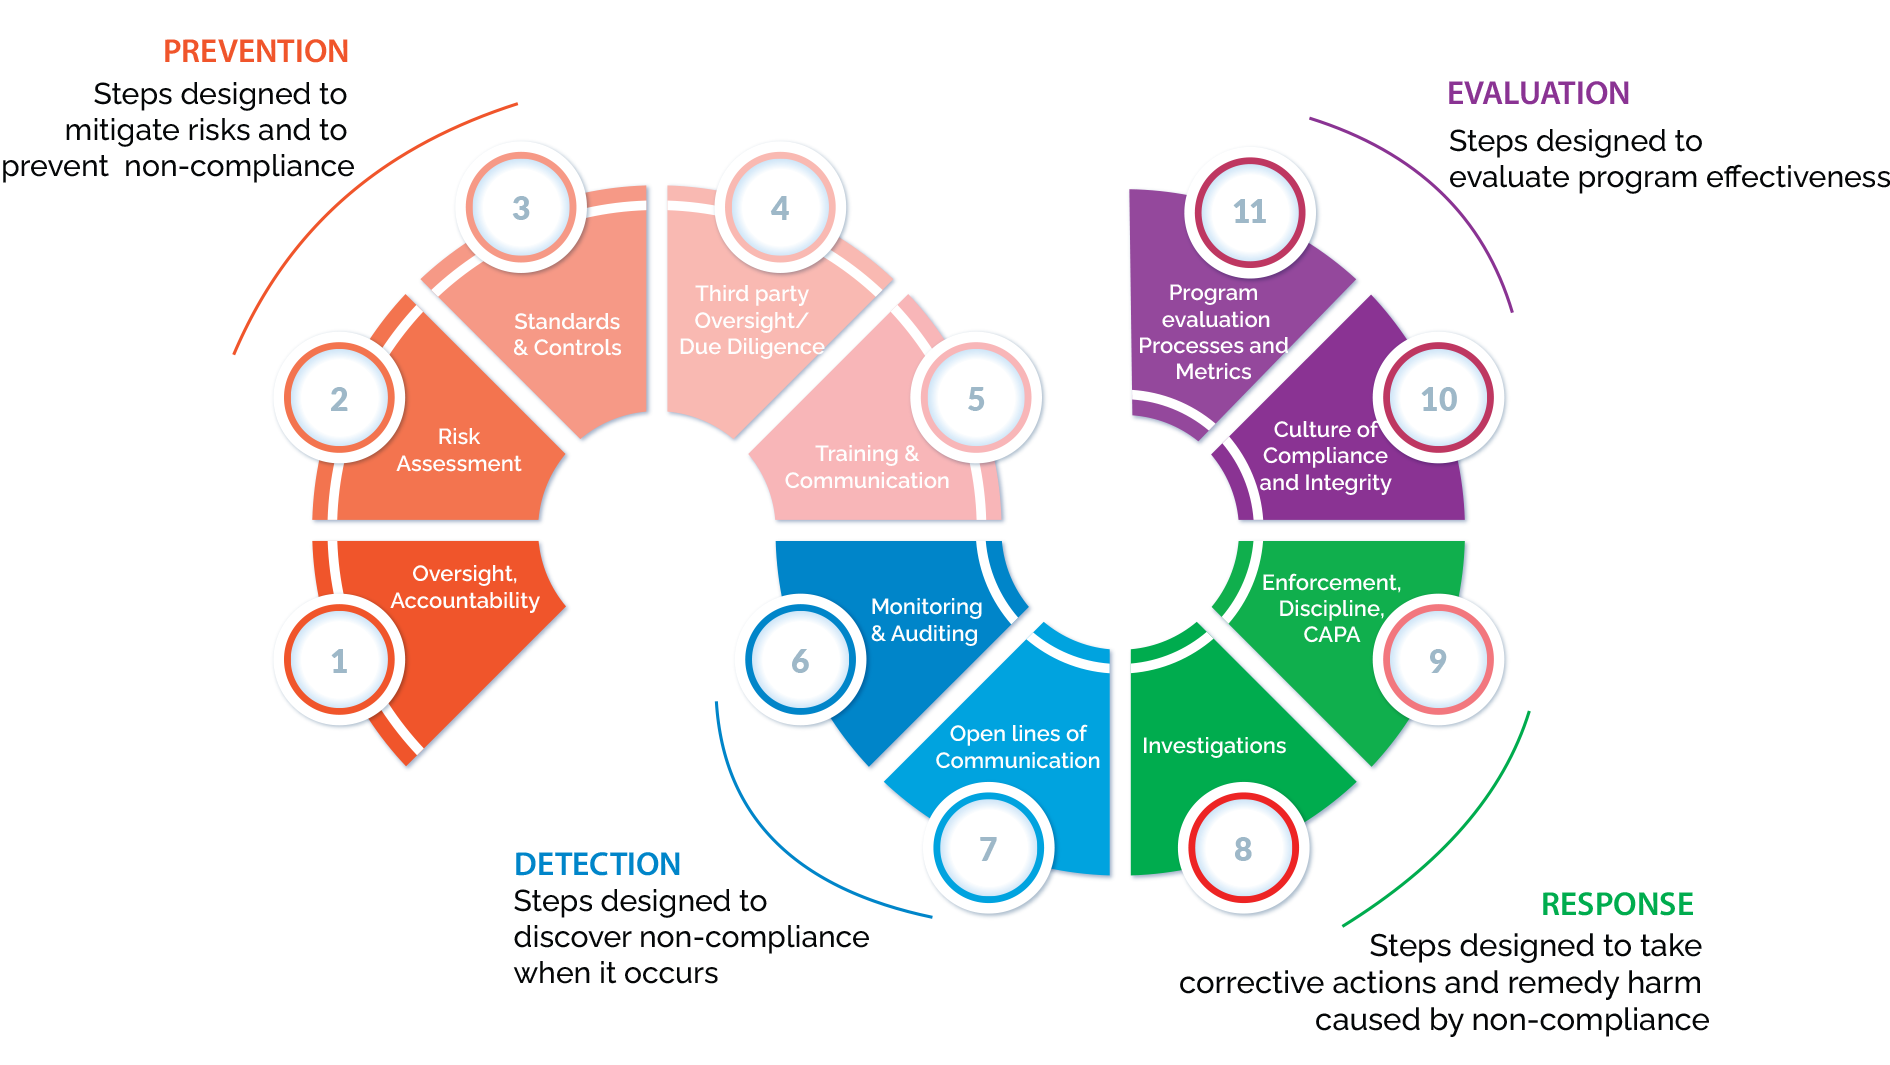 PREVENTION
Steps designed to
mitigate risks and to
prevent non-compliance
1
Oversight,
Accountability
2
Risk
Assessment
3
Standards
& Controls
4
Third party
Oversight/
Due Diligence
5
Training &
Communication
DETECTION
Steps designed to
discover non-compliance
when it occurs
6
Monitoring
& Auditing
7
Open lines of
Communication
RESPONSE
Steps designed to take
corrective actions and remedy harm
caused by non-compliance
8
Investigations
9
Enforcement,
Discipline,
CAPA
EVALUATION
Steps designed to
evaluate program effectiveness
10
Culture of
Compliance
and Integrity
11
Program
evaluation
Processes and
Metrics